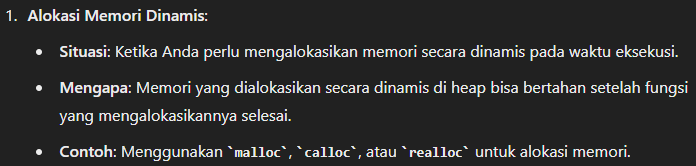 1. Alokasi Memori Dinamis:
• Situasi: Ketika Anda perlu mengalokasikan memori secara dinamis pada waktu eksekusi.
• Mengapa: Memori yang dialokasikan secara dinamis di heap bisa bertahan setelah fungsi
yang mengalokasikannya selesai.
• Contoh: Menggunakan `malloc`, `calloc`, atau `realloc` untuk alokasi memori.